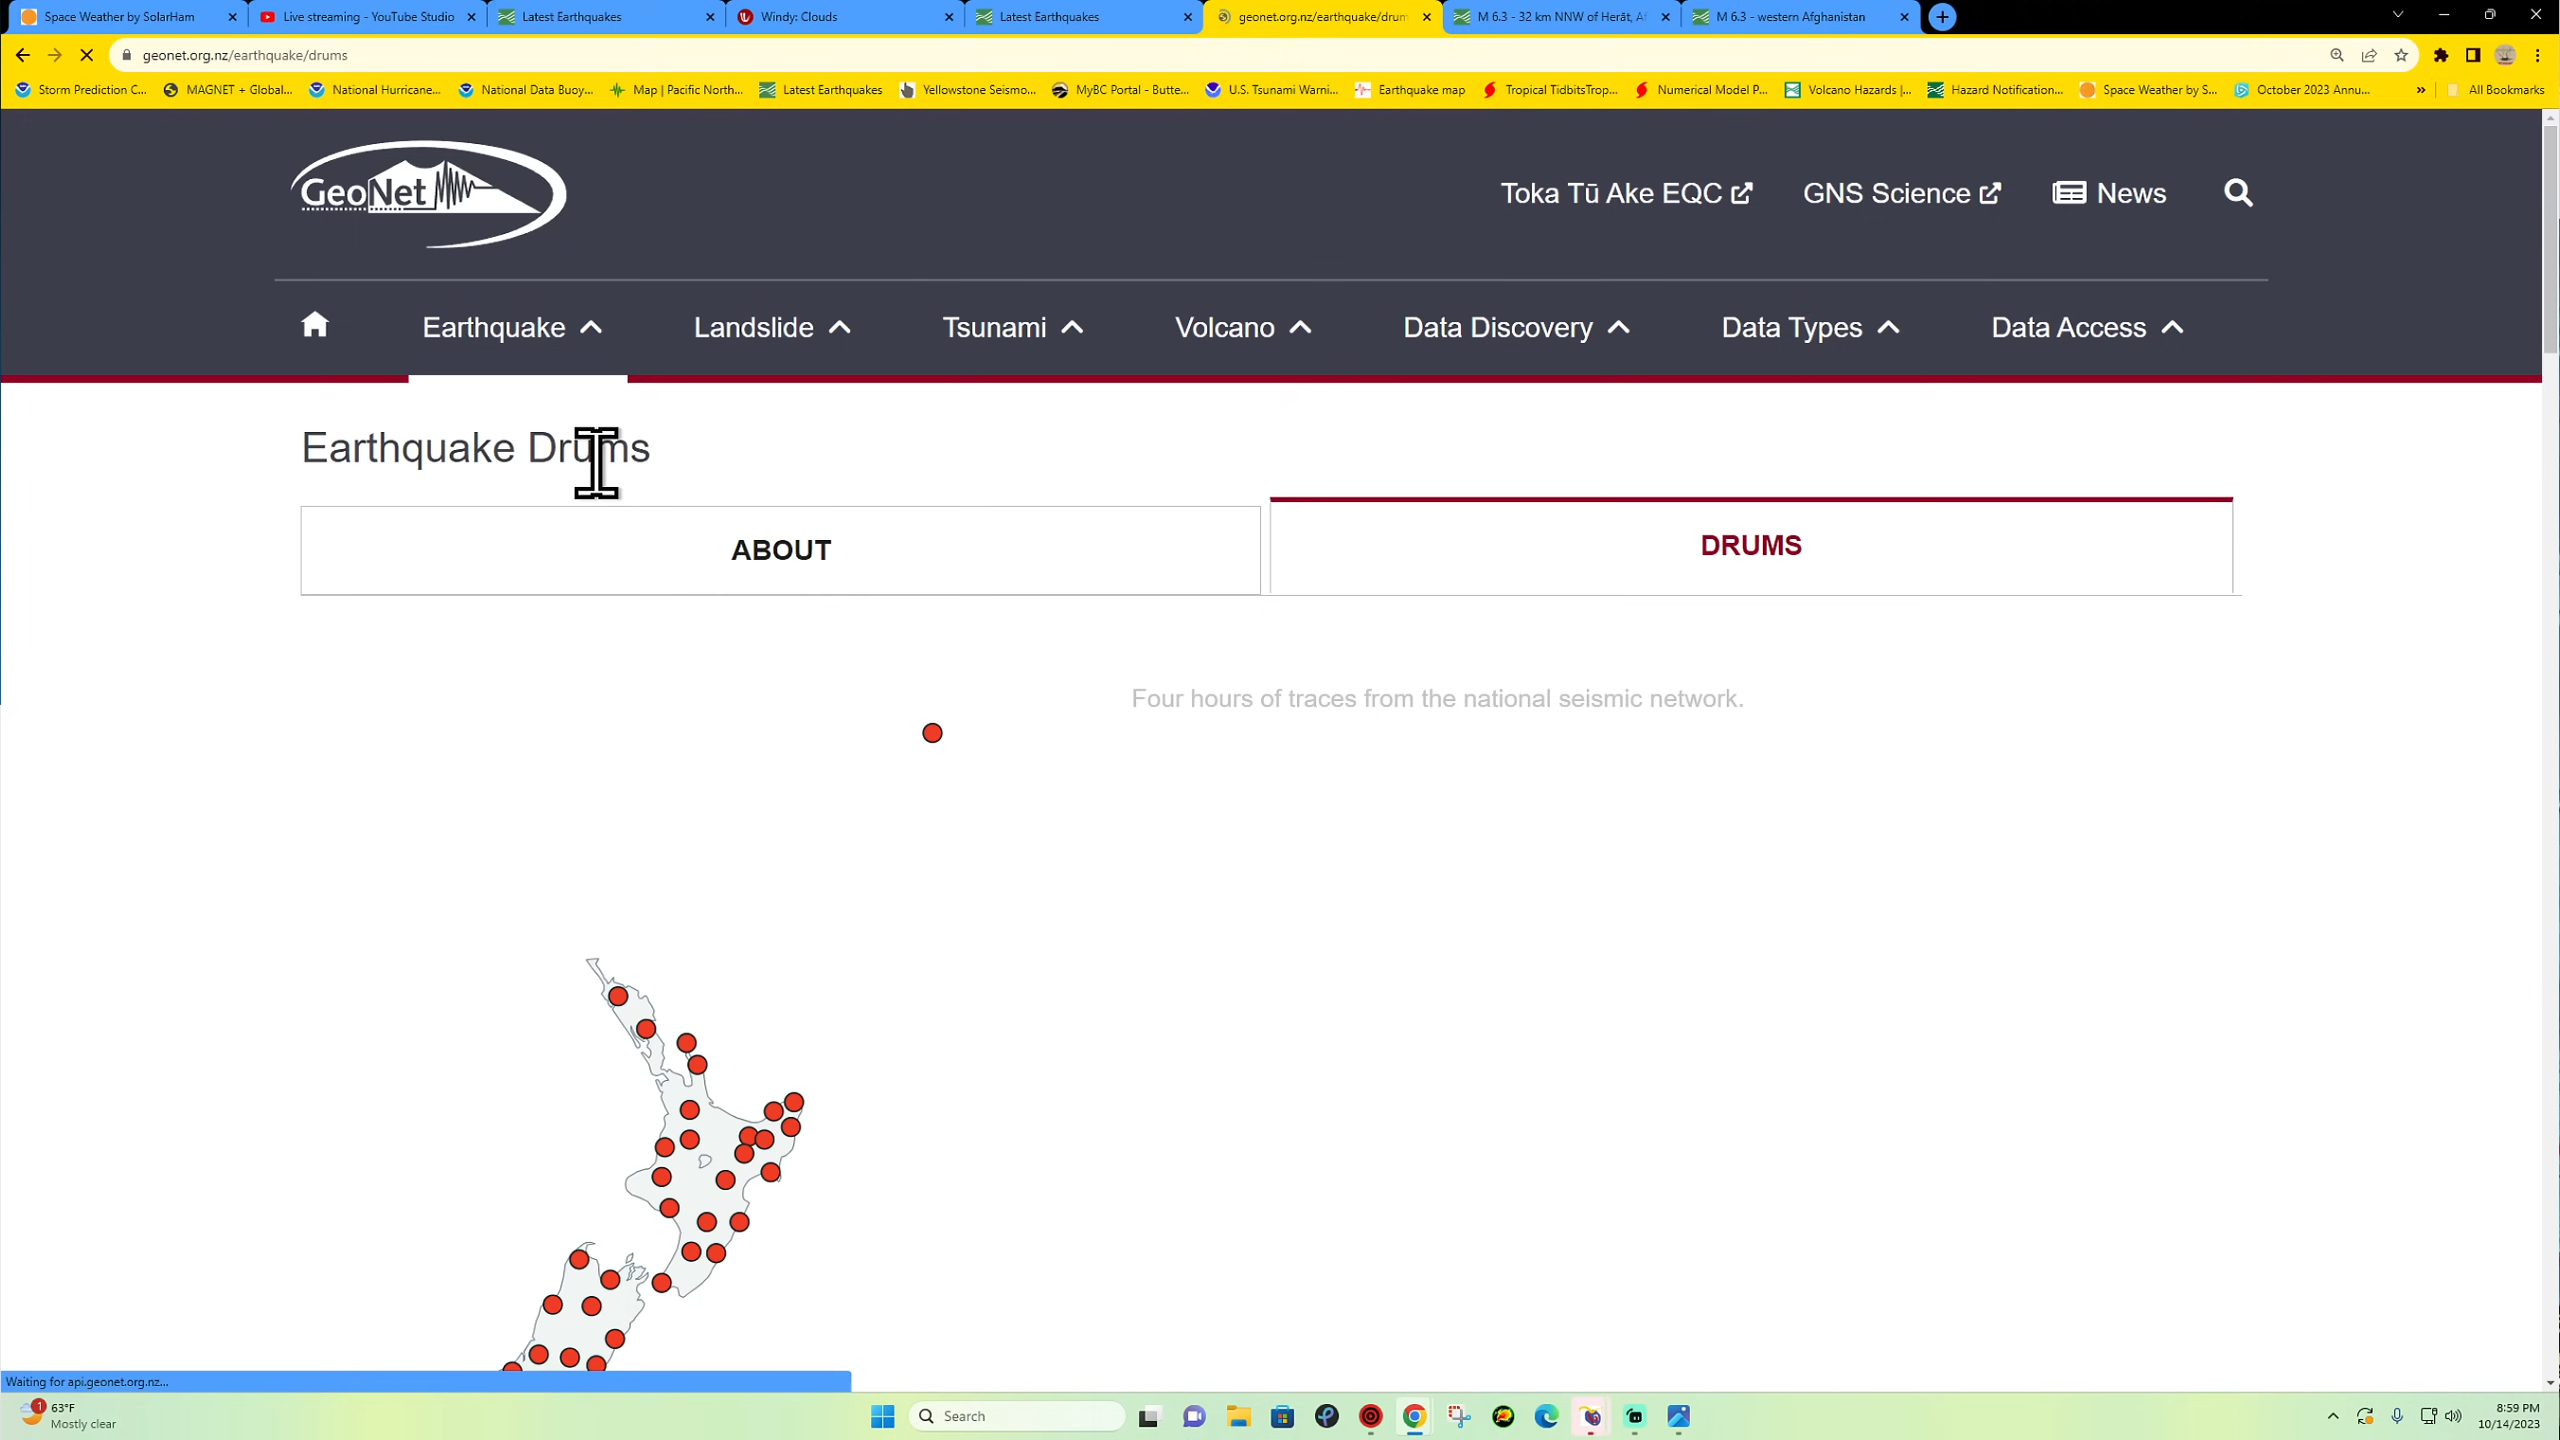 Space Weather by SolarHam
Live streaming - YouTube Studio
Latest Earthquakes
Windy: Clouds
Latest Earthquakes
geonet.org.nz/earthquake/drum
M 6.3 - 32 km NNW of Herāt, Af
M 6.3 - western Afghanistan
geonet.org.nz/earthquake/drums
Storm Prediction C...
MAGNET + Global...
National Hurricane...
National Data Buoy...
Map | Pacific North...
Latest Earthquakes
Yellowstone Seismo...
MyBC Portal - Butte...
U.S. Tsunami Warni...
Earthquake map
Tropical TidbitsTrop...
Numerical Model P...
Volcano Hazards |...
Hazard Notification...
Space Weather by S...
October 2023 Annu...
»
All Bookmarks
GeoNet
Toka Tū Ake EQC
GNS Science
News
Earthquake
Landslide
Tsunami
Volcano
Data Discovery
Data Types
Data Access
Earthquake Drums
ABOUT
DRUMS
Four hours of traces from the national seismic network.
Waiting for api.geonet.org.nz...
1
63°F
Mostly clear
Search
8:59 PM
10/14/2023